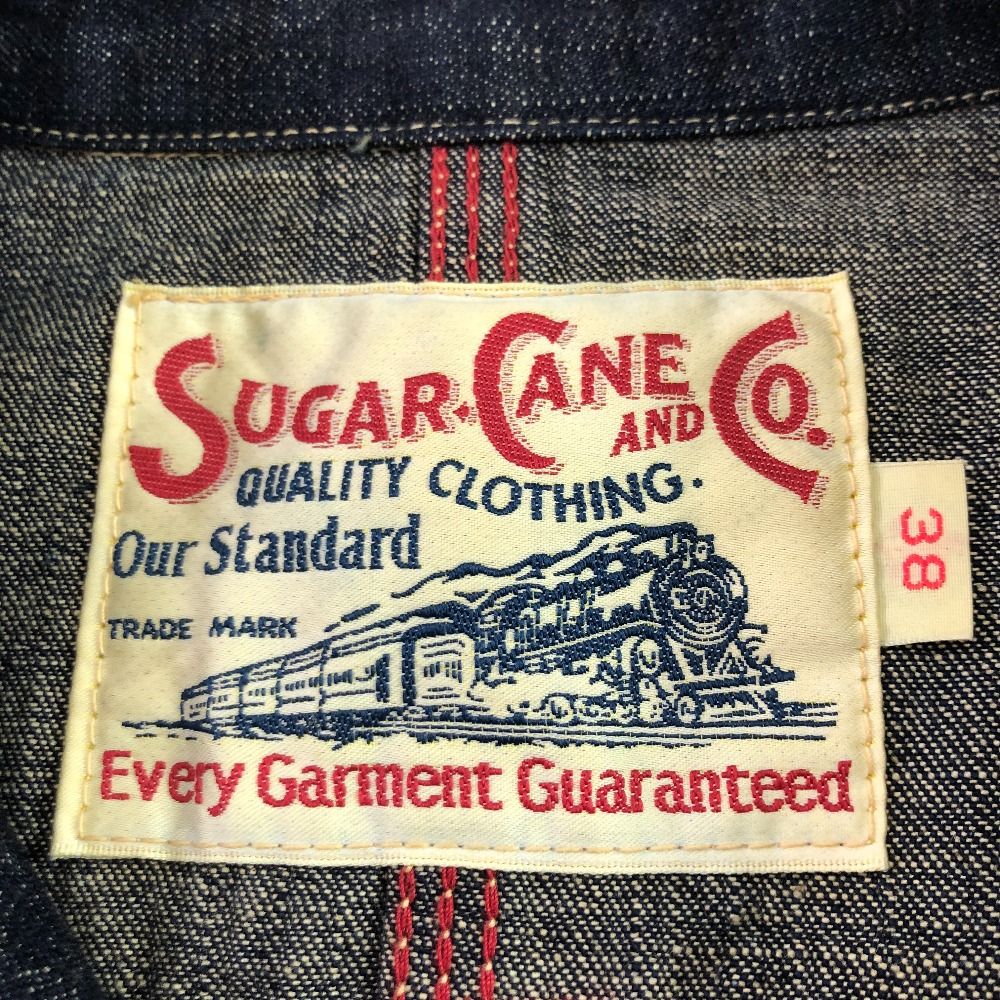 SUGAR CANE AND CO.
QUALITY CLOTHING.
Our Standard
TRADE MARK
Every Garment Guaranteed
38